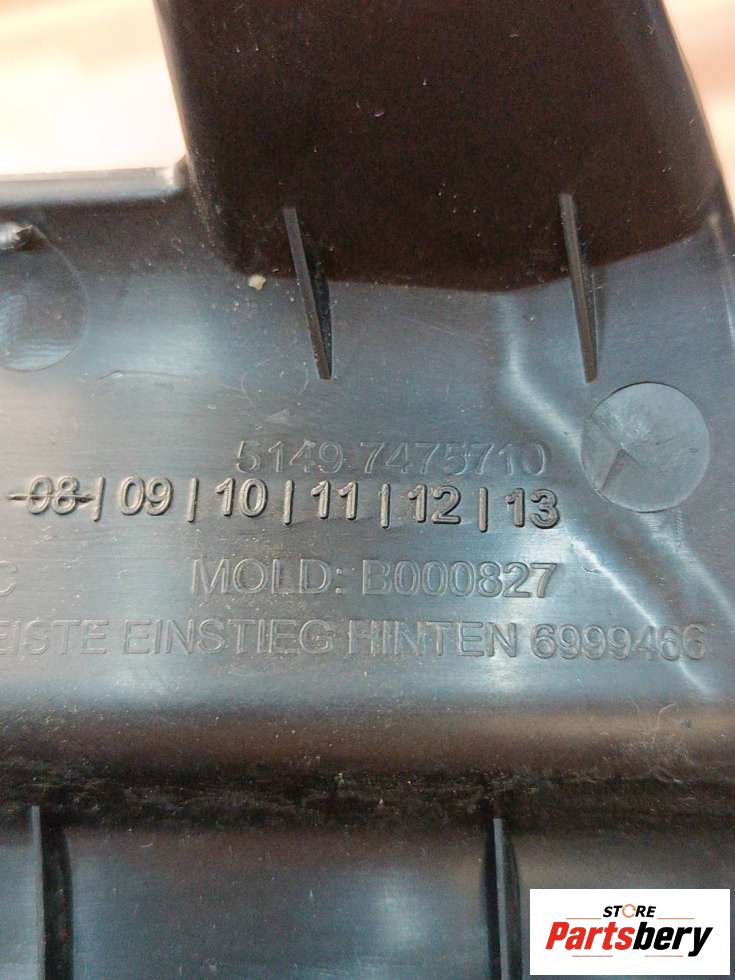 5149.7475710
08 | 09 | 10 | 11 | 12 | 13
C MOLD: B000827
EISTE EINSTIEG HINTEN 6999466
STORE
Partsbery